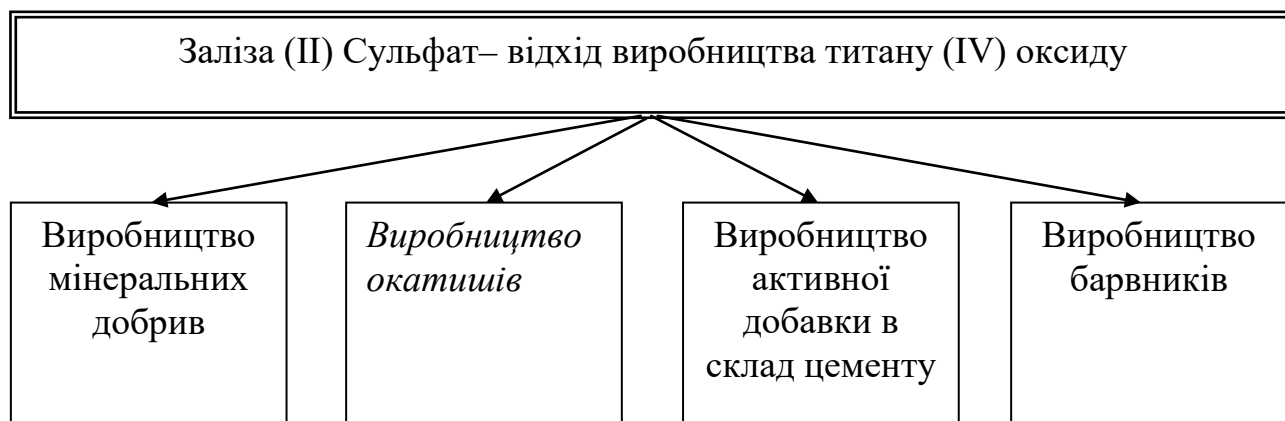 Заліза (II) Сульфат– відхід виробництва титану (IV) оксиду
Виробництво
мінеральних
добрив
Виробництво
окатишів
Виробництво
активної
добавки в
склад цементу
Виробництво
барвників